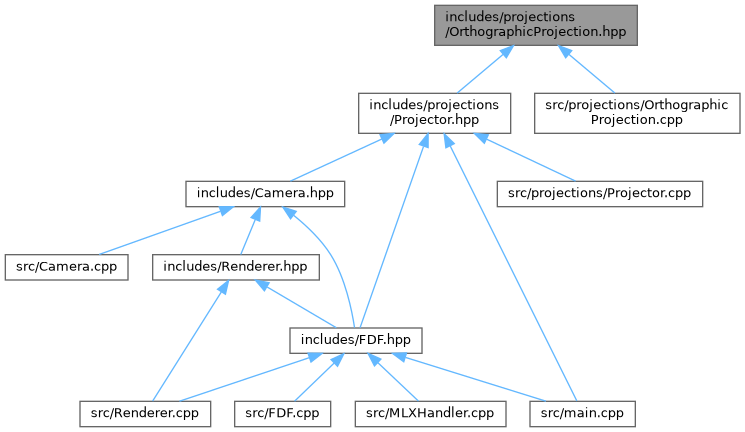 includes/projections
/OrthographicProjection.hpp
includes/projections
/Projector.hpp
src/projections/Orthographic
Projection.cpp
includes/Camera.hpp
src/projections/Projector.cpp
src/Camera.cpp
includes/Renderer.hpp
includes/FDF.hpp
src/Renderer.cpp
src/FDF.cpp
src/MLXHandler.cpp
src/main.cpp